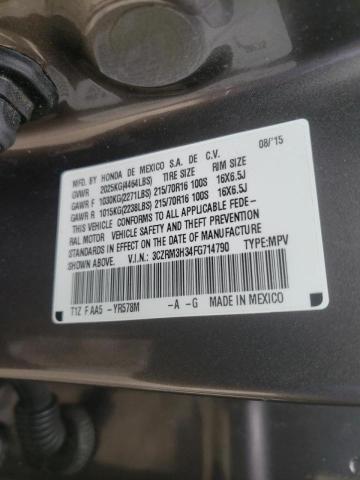 MFD. BY HONDA DE MEXICO S.A. DE C.V. 08/'15
GVWR 2025KG(4464LBS) TIRE SIZE RIM SIZE
GAWR F 1030KG(2271LBS) 215/70R16 100S 16X6.5J
GAWR R 1015KG(2238LBS) 215/70R16 100S 16X6.5J
THIS VEHICLE CONFORMS TO ALL APPLICABLE FEDE-
RAL MOTOR VEHICLE SAFETY AND THEFT PREVENTION
STANDARDS IN EFFECT ON THE DATE OF MANUFACTURE
SHOWN ABOVE. V.I.N.: 3CZRM3H34FG714790 TYPE:MPV
T1Z F AA5 -YR578M -A -G MADE IN MEXICO